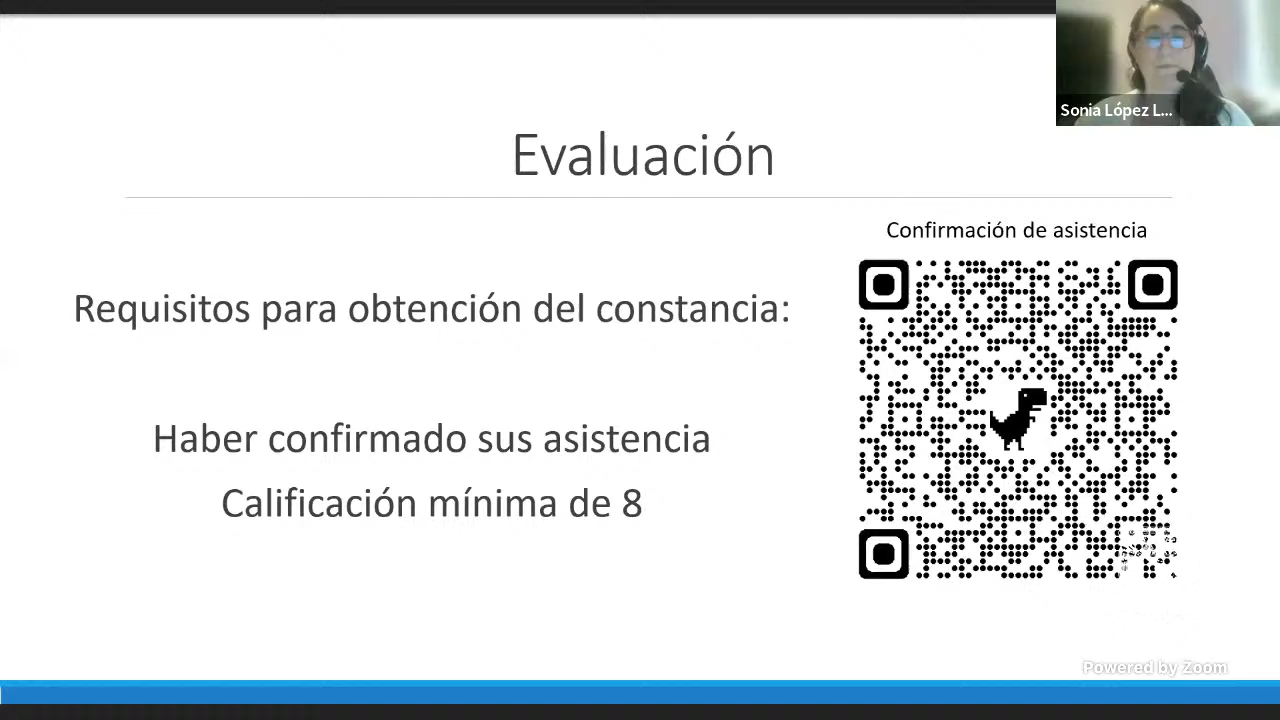 Sonia López L...
Evaluación
Confirmación de asistencia
Requisitos para obtención del constancia:
Haber confirmado sus asistencia
Calificación mínima de 8
Powered by Zoom